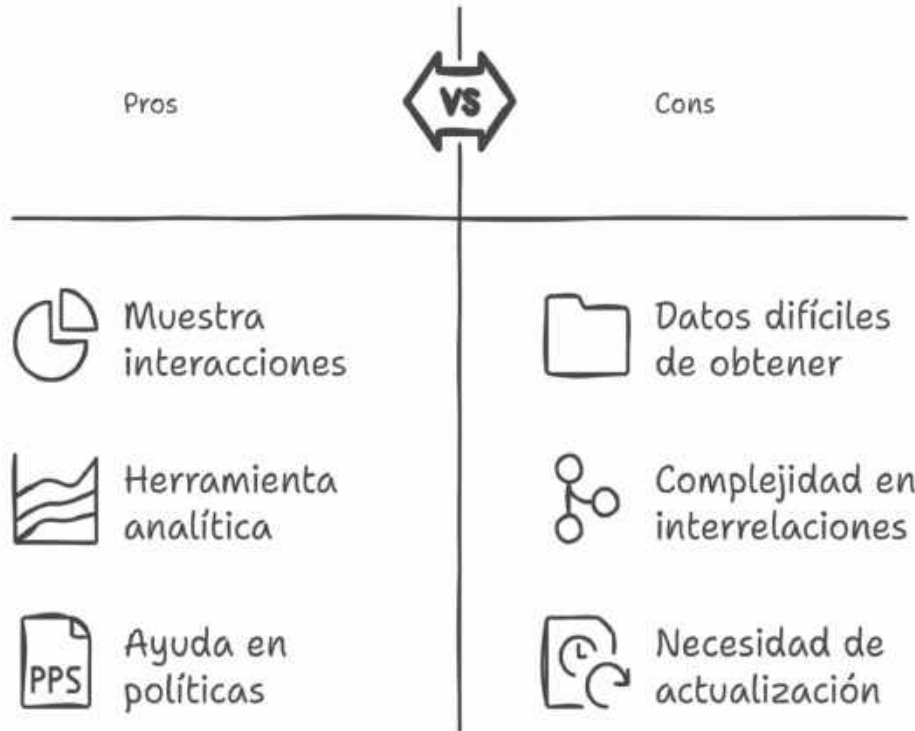 Pros
VS
Cons
Muestra
interacciones
Datos difíciles
de obtener
Herramienta
analítica
Complejidad en
interrelaciones
PPS
Ayuda en
políticas
Necesidad de
actualización